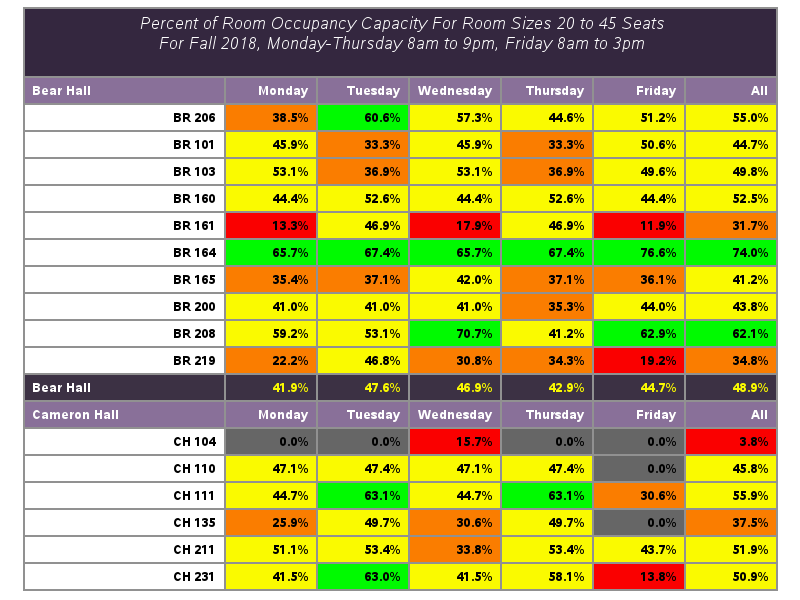 Percent of Room Occupancy Capacity For Room Sizes 20 to 45 Seats
For Fall 2018, Monday-Thursday 8am to 9pm, Friday 8am to 3pm
Bear Hall Monday Tuesday Wednesday Thursday Friday All
BR 206 38.5% 60.6% 57.3% 44.6% 51.2% 55.0%
BR 101 45.9% 33.3% 45.9% 33.3% 50.6% 44.7%
BR 103 53.1% 36.9% 53.1% 36.9% 49.6% 49.8%
BR 160 44.4% 52.6% 44.4% 52.6% 44.4% 52.5%
BR 161 13.3% 46.9% 17.9% 46.9% 11.9% 31.7%
BR 164 65.7% 67.4% 65.7% 67.4% 76.6% 74.0%
BR 165 35.4% 37.1% 42.0% 37.1% 36.1% 41.2%
BR 200 41.0% 41.0% 41.0% 35.3% 44.0% 43.8%
BR 208 59.2% 53.1% 70.7% 41.2% 62.9% 62.1%
BR 219 22.2% 46.8% 30.8% 34.3% 19.2% 34.8%
Bear Hall 41.9% 47.6% 46.9% 42.9% 44.7% 48.9%
Cameron Hall Monday Tuesday Wednesday Thursday Friday All
CH 104 0.0% 0.0% 15.7% 0.0% 0.0% 3.8%
CH 110 47.1% 47.4% 47.1% 47.4% 0.0% 45.8%
CH 111 44.7% 63.1% 44.7% 63.1% 30.6% 55.9%
CH 135 25.9% 49.7% 30.6% 49.7% 0.0% 37.5%
CH 211 51.1% 53.4% 33.8% 53.4% 43.7% 51.9%
CH 231 41.5% 63.0% 41.5% 58.1% 13.8% 50.9%